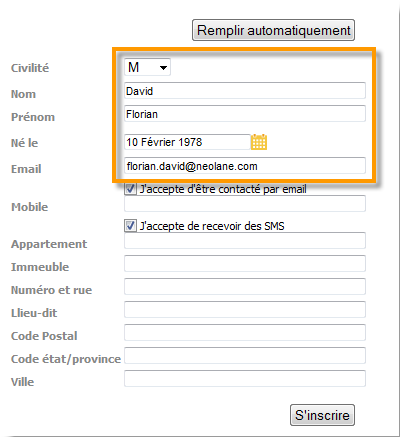 Remplir automatiquement
Civilité M
Nom David
Prénom Florian
Né le 10 Février 1978
Email florian.david@neolane.com
J'accepte d'être contacté par email
Mobile
J'accepte de recevoir des SMS
Appartement
Immeuble
Numéro et rue
Llieu-dit
Code Postal
Code état/province
Ville
S'inscrire